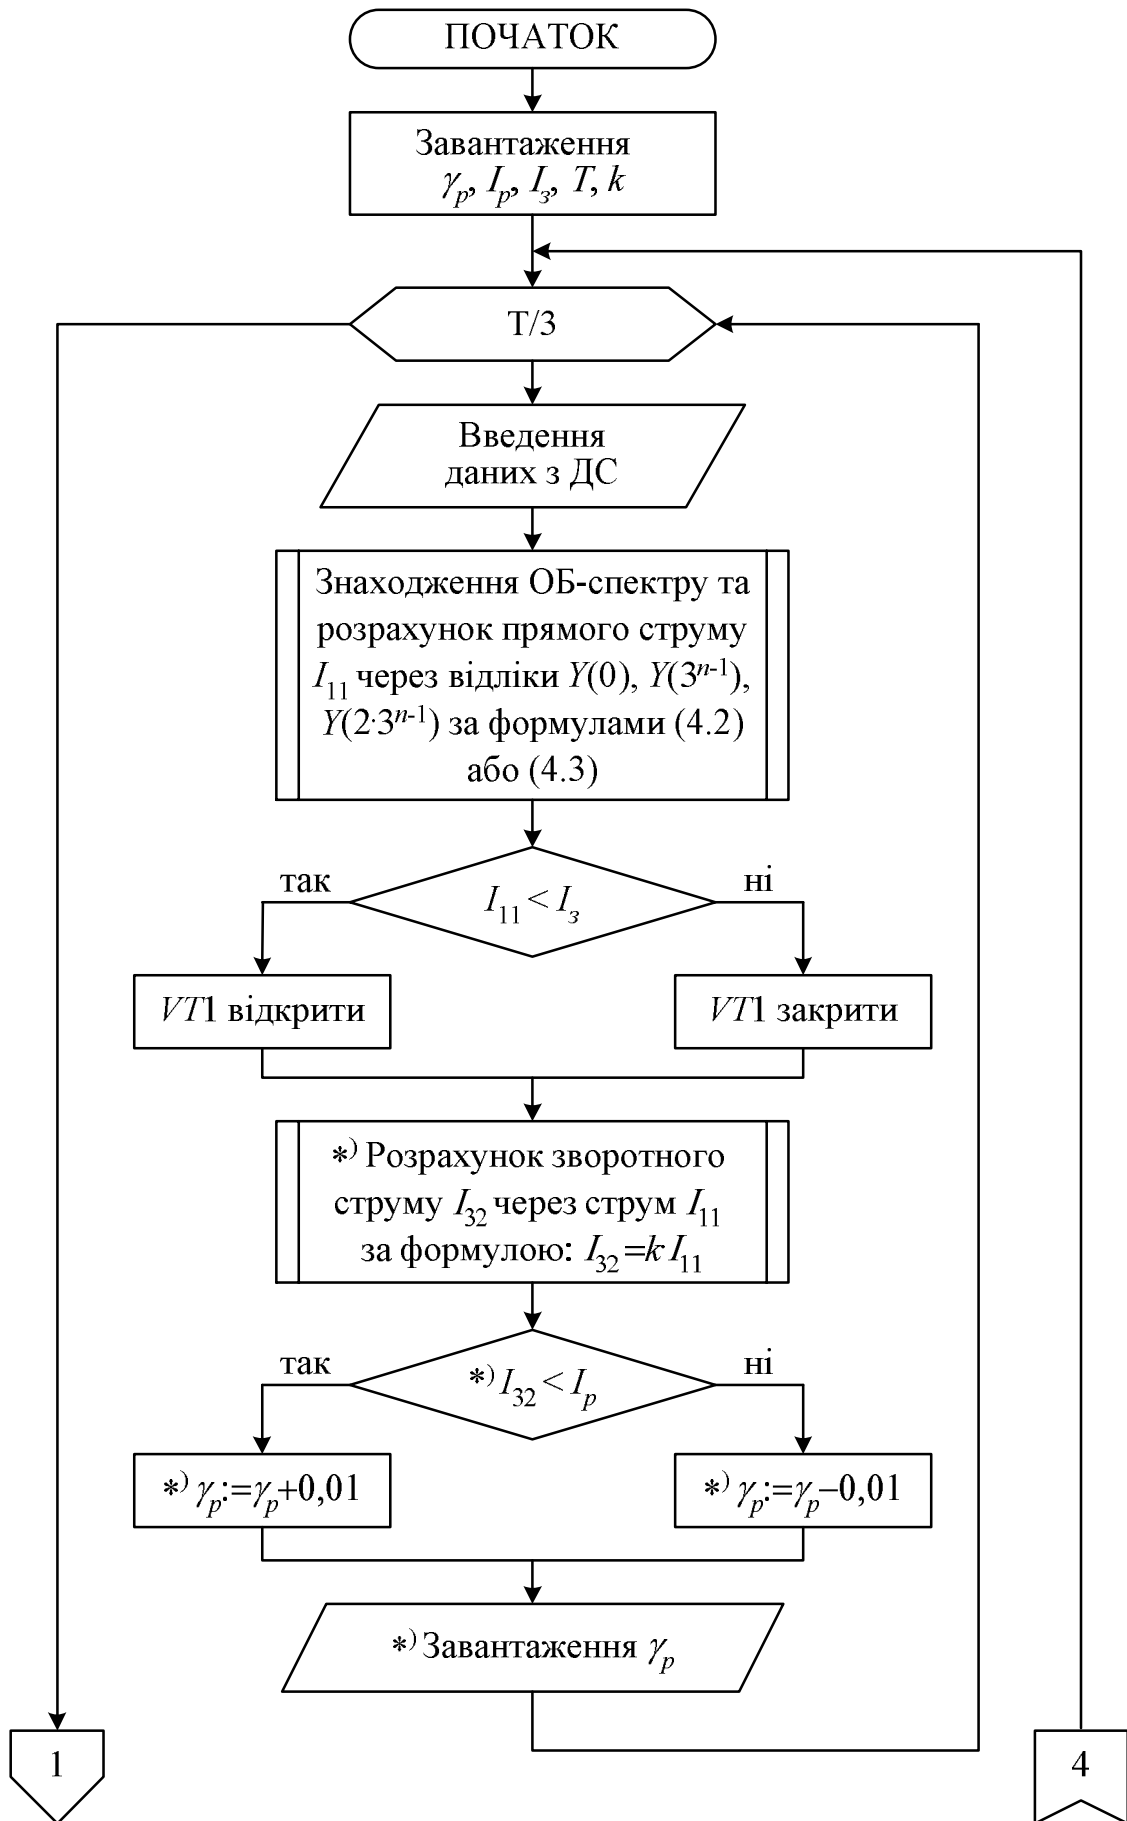 ПОЧАТОК
Завантаження
γp, Ip, Iз, T, k
Т/3
Введення
даних з ДС
Знаходження ОБ-спектру та
розрахунок прямого струму
I11 через відліки Y(0), Y(3^n-1),
Y(2·3^n-1) за формулами (4.2)
або (4.3)
так
ні
I11 < Iз
VT1 відкрити
VT1 закрити
*) Розрахунок зворотного
струму I32 через струм I11
за формулою: I32=k I11
так
ні
*) I32 < Ip
*) γp:=γp+0,01
*) γp:=γp−0,01
*) Завантаження γp
1
4